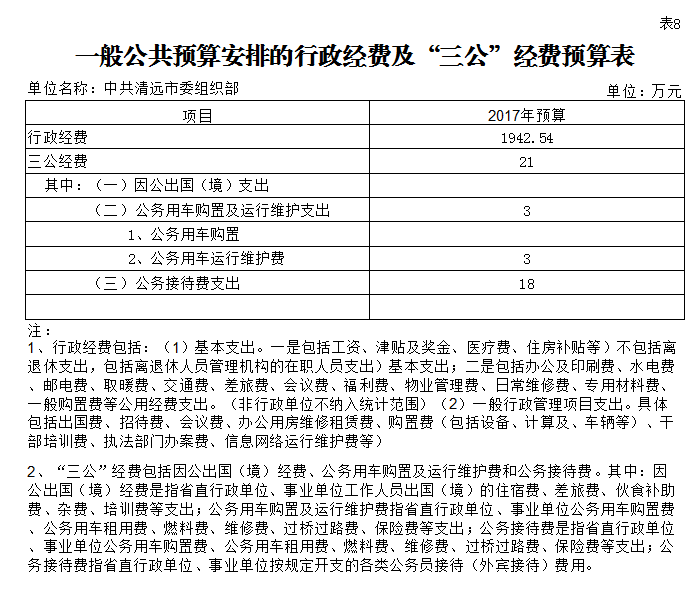 表8
一般公共预算安排的行政经费及“三公”经费预算表
单位名称：中共清远市委组织部 单位：万元
项目 2017年预算
行政经费 1942.54
三公经费 21
其中：（一）因公出国（境）支出
（二）公务用车购置及运行维护支出 3
1、公务用车购置
2、公务用车运行维护费 3
（三）公务接待费支出 18
注：
1、行政经费包括：（1）基本支出。一是包括工资、津贴及奖金、医疗费、住房补贴等）不包括离
退休支出，包括离退休人员管理机构的在职人员支出）基本支出；二是包括办公及印刷费、水电费
、邮电费、取暖费、交通费、差旅费、会议费、福利费、物业管理费、日常维修费、专用材料费、
一般购置费等公用经费支出。（非行政单位不纳入统计范围）（2）一般行政管理项目支出。具体
包括出国费、招待费、会议费、办公用房维修租赁费、购置费（包括设备、计算及、车辆等）、干
部培训费、执法部门办案费、信息网络运行维护费等）
2、“三公”经费包括因公出国（境）经费、公务用车购置及运行维护费和公务接待费。其中：因
公出国（境）经费是指省直行政单位、事业单位工作人员出国（境）的住宿费、差旅费、伙食补助
费、杂费、培训费等支出；公务用车购置及运行维护费指省直行政单位、事业单位公务用车购置费
、公务用车租用费、燃料费、维修费、过桥过路费、保险费等支出；公务接待费是指省直行政单位
、事业单位公务用车购置费、公务用车租用费、燃料费、维修费、过桥过路费、保险费等支出；公
务接待费指省直行政单位、事业单位按规定开支的各类公务员接待（外宾接待）费用。